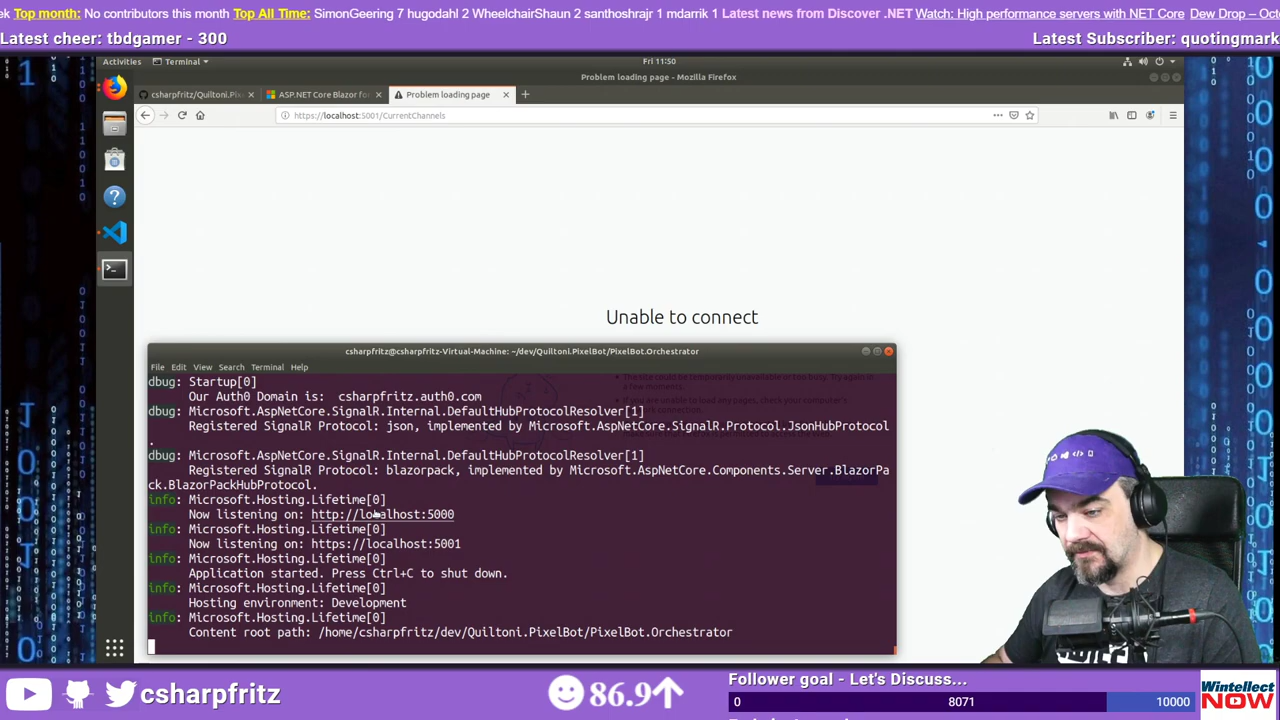 ek Top month: No contributors this month Top All Time: SimonGeering 7 hugodahl 2 WheelchairShaun 2 santhoshrajr 1 mdarrik 1 Latest news from Discover .NET Watch: High performance servers with NET Core Dew Drop – Octo
Latest Cheer: tbdgamer - 300
Latest Subscriber: quotingmark
Activities Terminal Fri 11:50
Problem loading page - Mozilla Firefox
csharpfritz/Quiltoni.Pix
ASP.NET Core Blazor for
Problem loading page
https://localhost:5001/CurrentChannels
Unable to connect
csharpfritz@csharpfritz-Virtual-Machine: ~/dev/Quiltoni.PixelBot/PixelBot.Orchestrator
File Edit View Search Terminal Help
dbug: Startup[0]
Our Auth0 Domain is: csharpfritz.auth0.com
dbug: Microsoft.AspNetCore.SignalR.Internal.DefaultHubProtocolResolver[1]
Registered SignalR Protocol: json, implemented by Microsoft.AspNetCore.SignalR.Protocol.JsonHubProtocol
.
dbug: Microsoft.AspNetCore.SignalR.Internal.DefaultHubProtocolResolver[1]
Registered SignalR Protocol: blazorpack, implemented by Microsoft.AspNetCore.Components.Server.BlazorPa
ck.BlazorPackHubProtocol.
info: Microsoft.Hosting.Lifetime[0]
Now listening on: http://localhost:5000
info: Microsoft.Hosting.Lifetime[0]
Now listening on: https://localhost:5001
info: Microsoft.Hosting.Lifetime[0]
Application started. Press Ctrl+C to shut down.
info: Microsoft.Hosting.Lifetime[0]
Hosting environment: Development
info: Microsoft.Hosting.Lifetime[0]
Content root path: /home/csharpfritz/dev/Quiltoni.PixelBot/PixelBot.Orchestrator
csharpfritz
86.9
Follower goal - Let's Discuss...
0 8071 10000
Wintellect
NOW